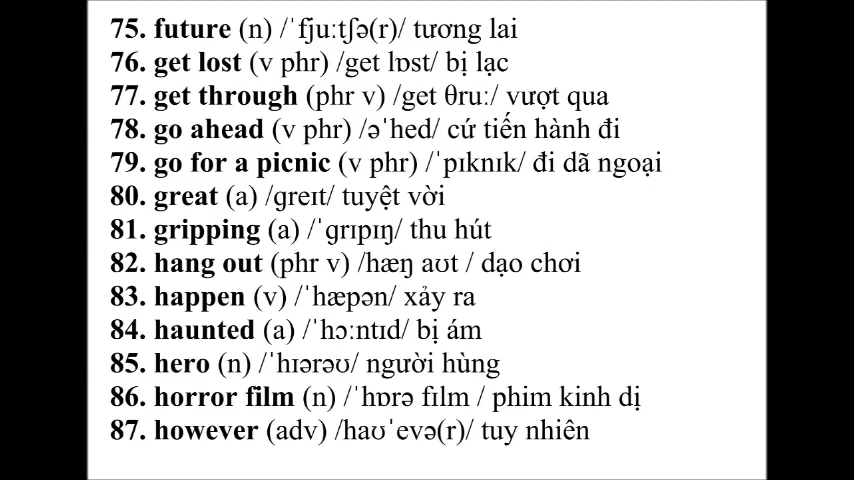 75. future (n) /ˈfjuːtʃə(r)/ tương lai
76. get lost (v phr) /get lɒst/ bị lạc
77. get through (phr v) /get θruː/ vượt qua
78. go ahead (v phr) /əˈhed/ cứ tiến hành đi
79. go for a picnic (v phr) /ˈpɪknɪk/ đi dã ngoại
80. great (a) /ɡreɪt/ tuyệt vời
81. gripping (a) /ˈɡrɪpɪŋ/ thu hút
82. hang out (phr v) /hæŋ aʊt / dạo chơi
83. happen (v) /ˈhæpən/ xảy ra
84. haunted (a) /ˈhɔːntɪd/ bị ám
85. hero (n) /ˈhɪərəʊ/ người hùng
86. horror film (n) /ˈhɒrə fɪlm / phim kinh dị
87. however (adv) /haʊˈevə(r)/ tuy nhiên